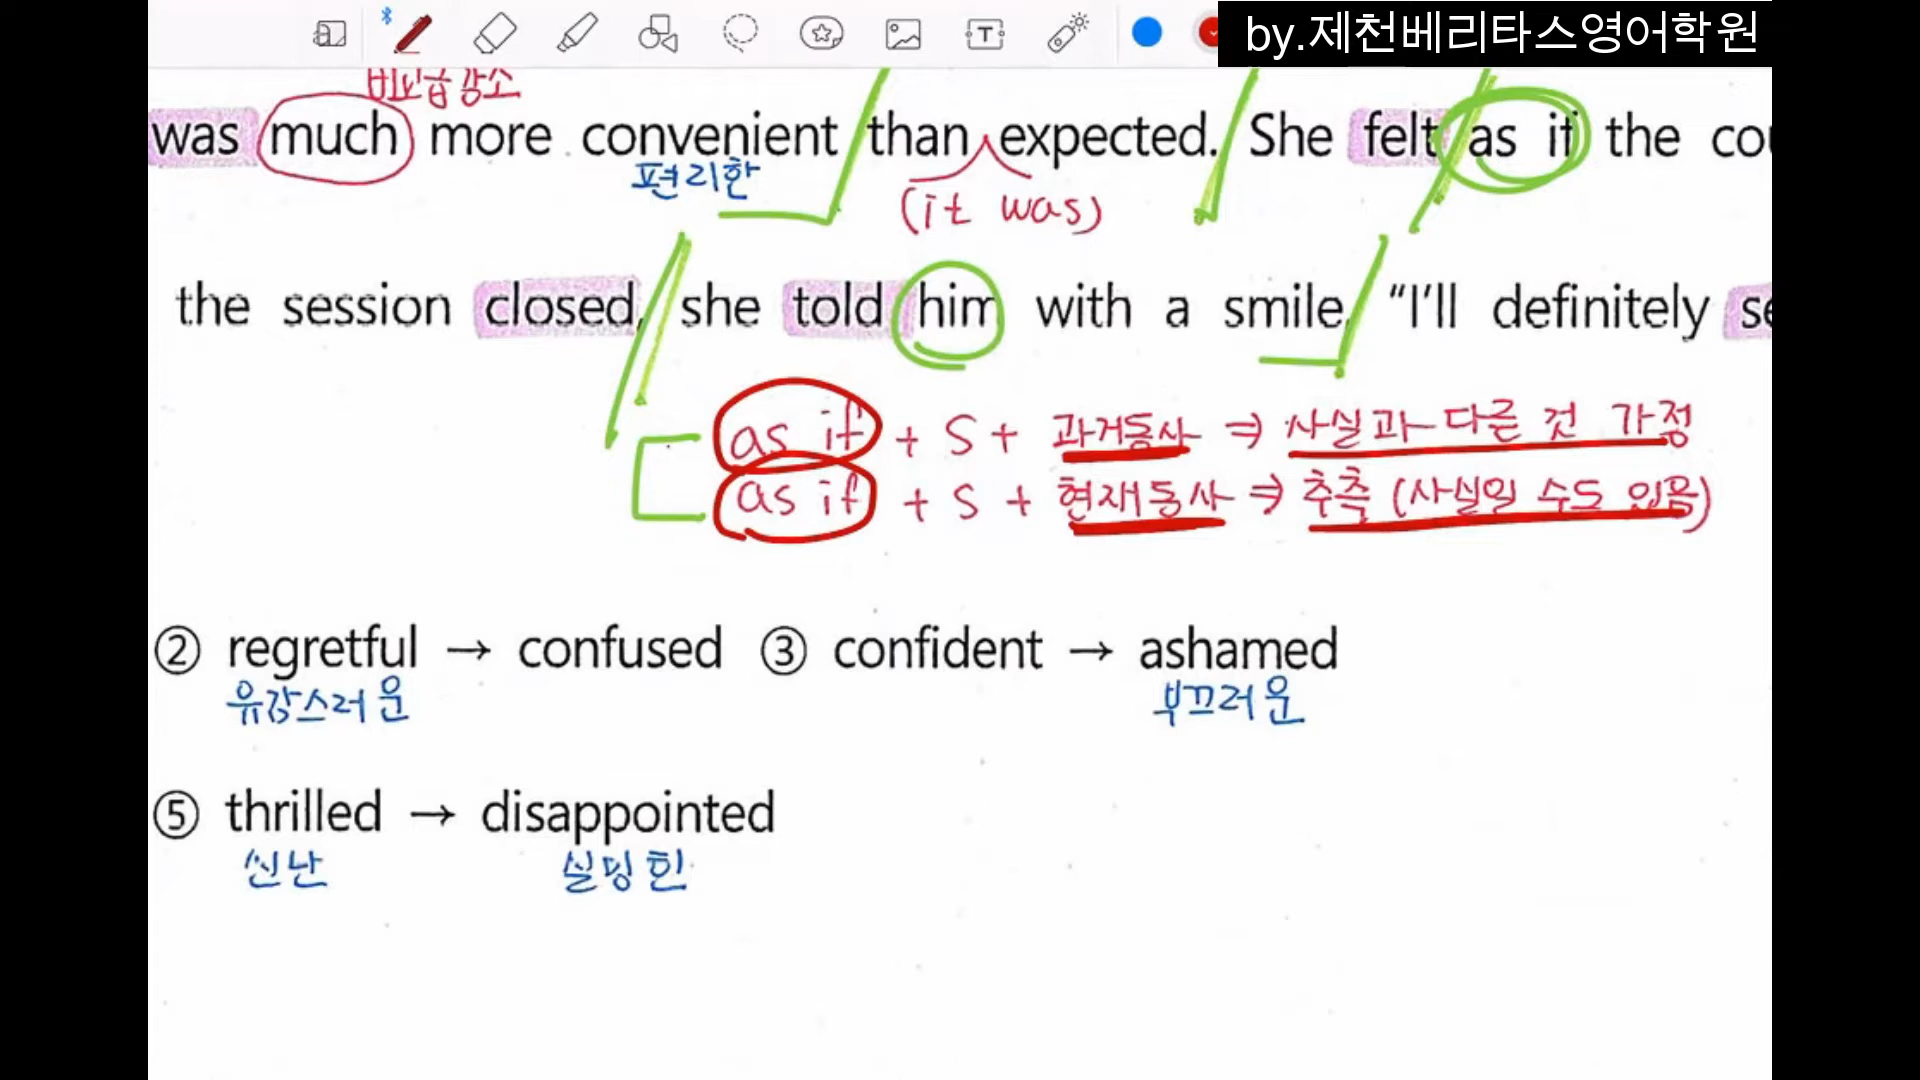 by.제천베리타스영어학원
비교급강조
was much more convenient than expected. She felt as if the cou
편리한
(it was)
the session closed, she told him with a smile, “I’ll definitely se
as if + S + 과거동사 ⇒ 사실과 다른 것 가정
as if + S + 현재동사 ⇒ 추측 (사실일 수도 있음)
② regretful → confused ③ confident → ashamed
유감스러운 부끄러운
⑤ thrilled → disappointed
신난 실망한